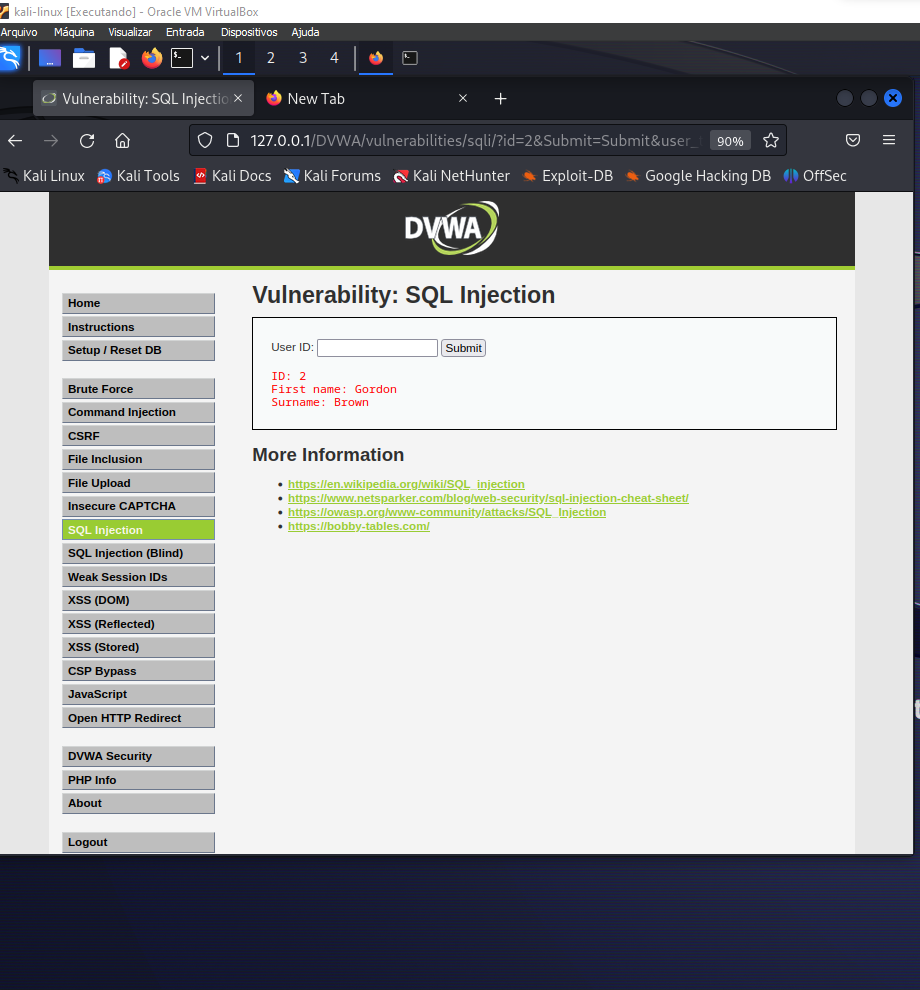 kali-linux [Executando] - Oracle VM VirtualBox
Arquivo Máquina Visualizar Entrada Dispositivos Ajuda
1 2 3 4
Vulnerability: SQL Injectio New Tab
127.0.0.1/DVWA/vulnerabilities/sqli/?id=2&Submit=Submit&user_ 90%
Kali Linux Kali Tools Kali Docs Kali Forums Kali NetHunter Exploit-DB Google Hacking DB OffSec
DVWA
Home
Instructions
Setup / Reset DB
Brute Force
Command Injection
CSRF
File Inclusion
File Upload
Insecure CAPTCHA
SQL Injection
SQL Injection (Blind)
Weak Session IDs
XSS (DOM)
XSS (Reflected)
XSS (Stored)
CSP Bypass
JavaScript
Open HTTP Redirect
DVWA Security
PHP Info
About
Logout
Vulnerability: SQL Injection
User ID: Submit
ID: 2
First name: Gordon
Surname: Brown
More Information
https://en.wikipedia.org/wiki/SQL_injection
https://www.netsparker.com/blog/web-security/sql-injection-cheat-sheet/
https://owasp.org/www-community/attacks/SQL_Injection
https://bobby-tables.com/